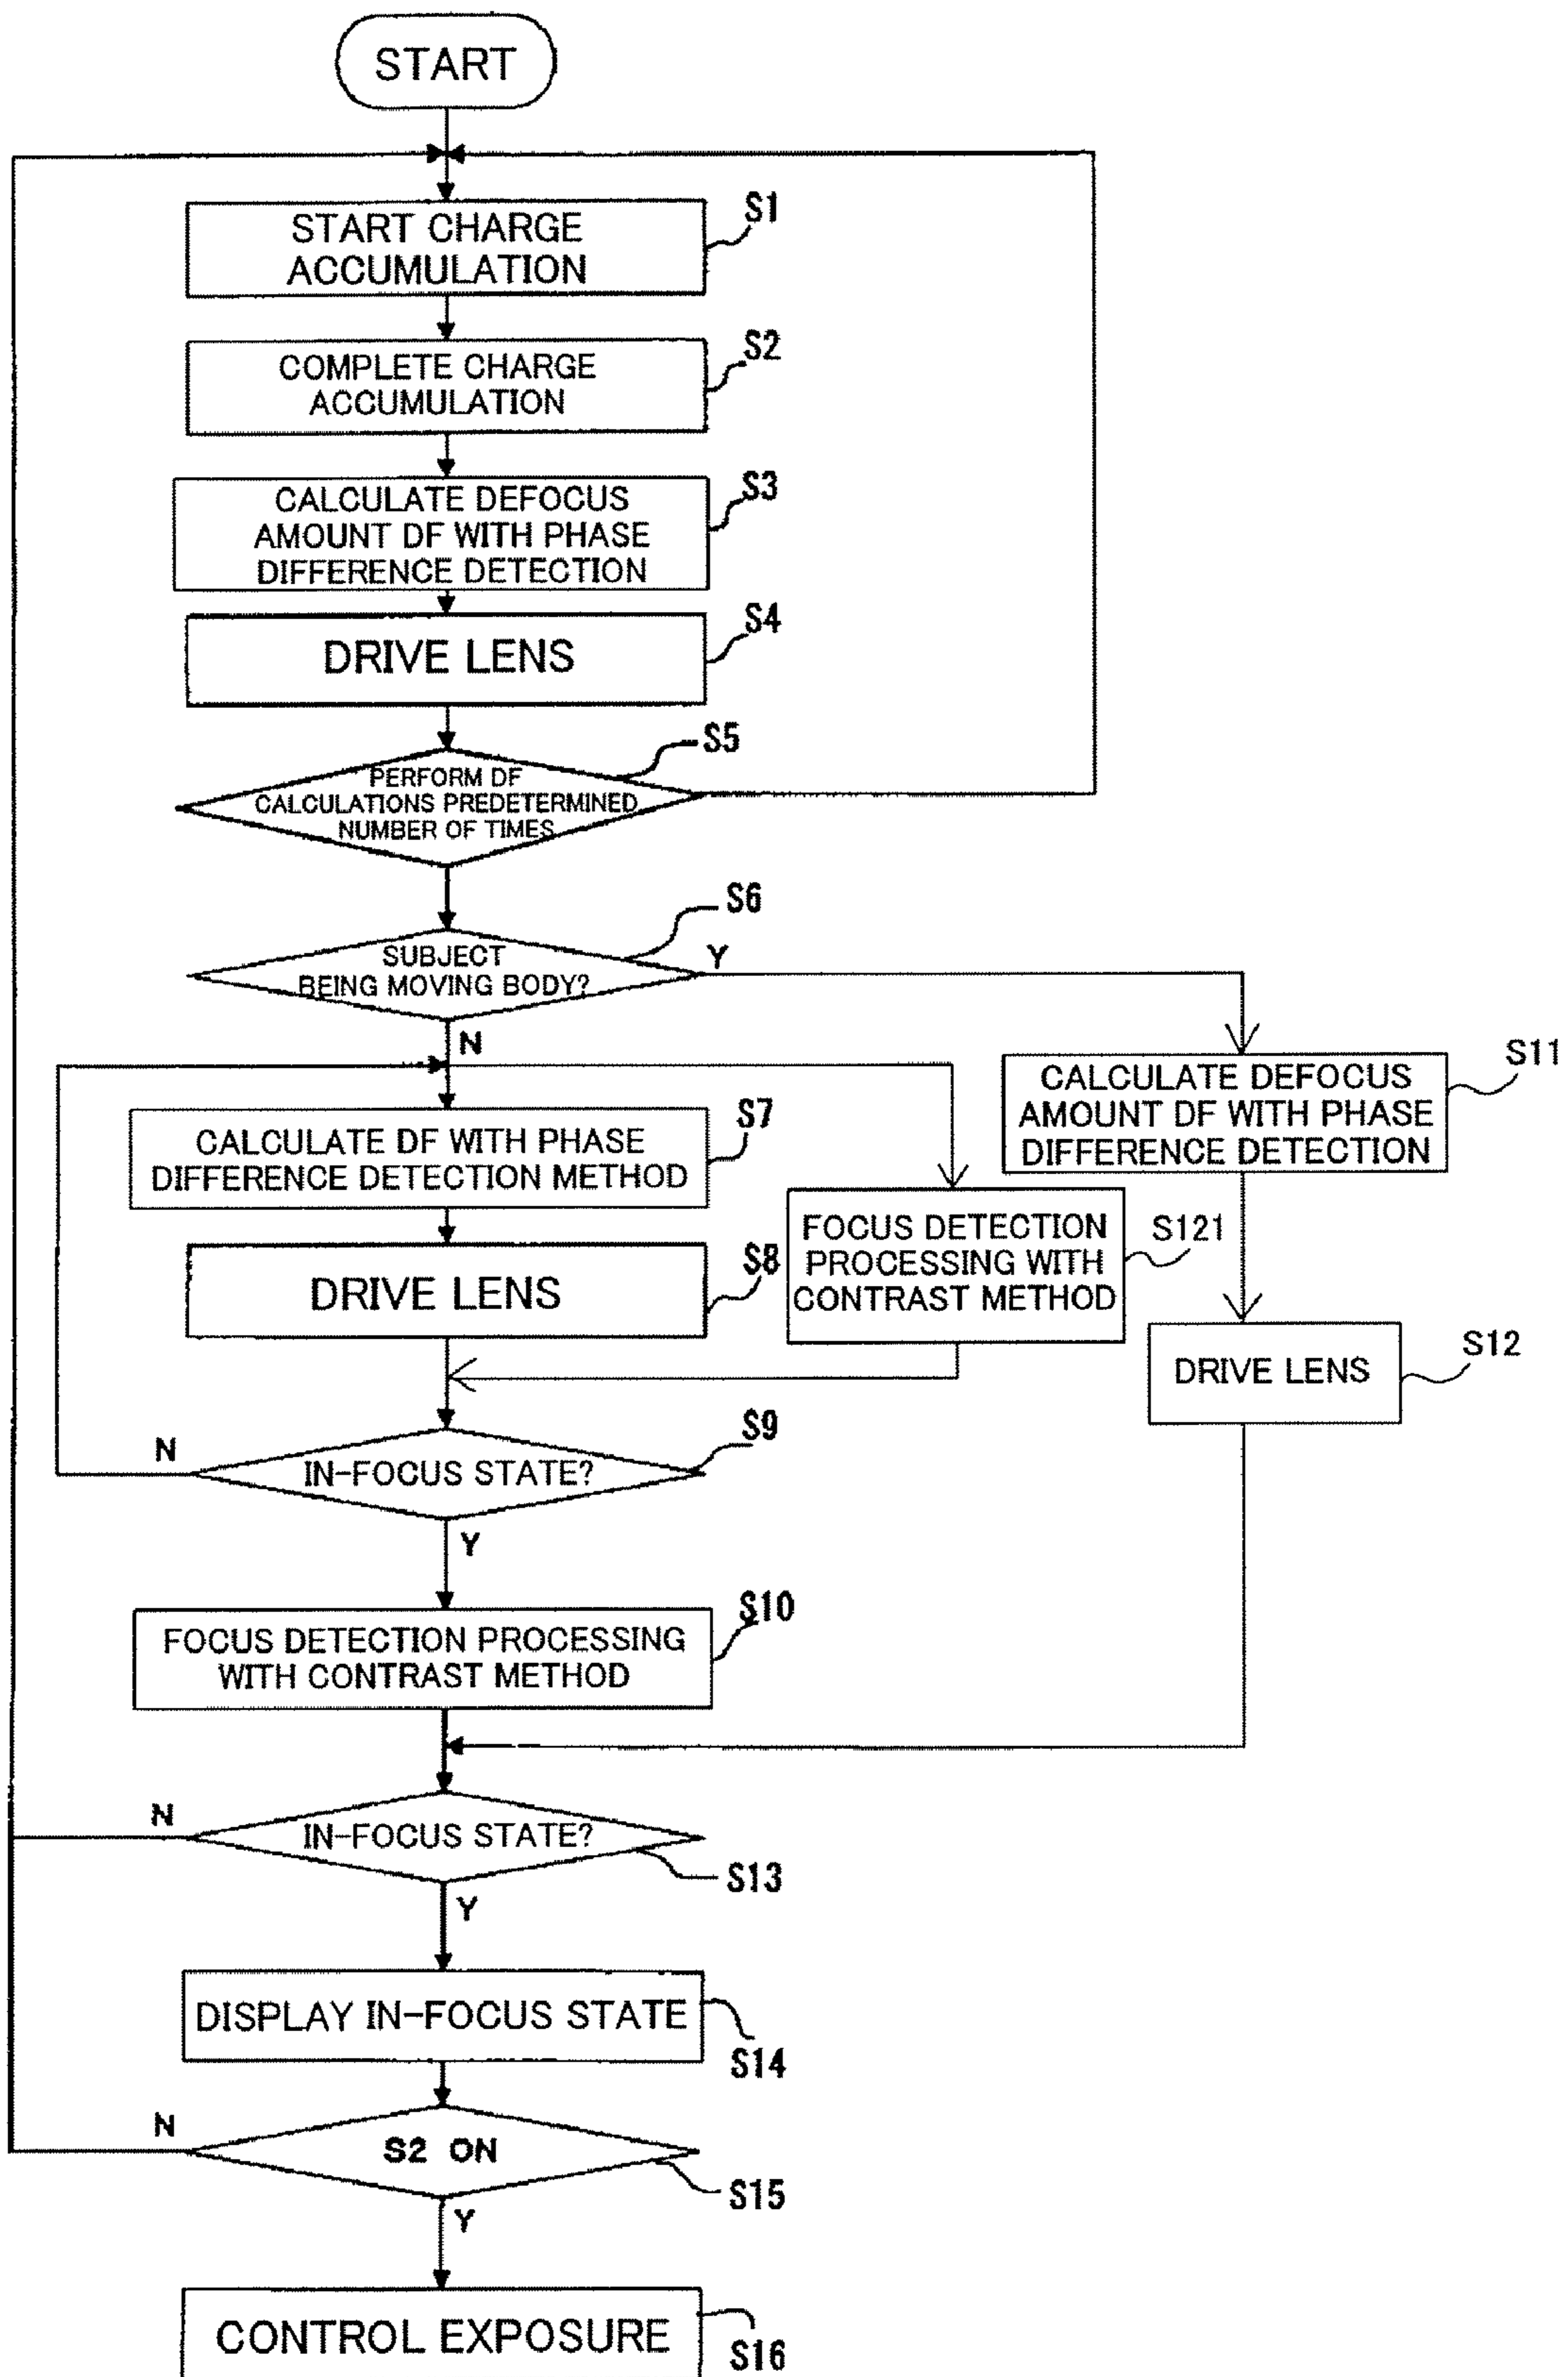 START
S1
START CHARGE
ACCUMULATION
S2
COMPLETE CHARGE
ACCUMULATION
S3
CALCULATE DEFOCUS
AMOUNT DF WITH PHASE
DIFFERENCE DETECTION
S4
DRIVE LENS
S5
PERFORM DF
CALCULATIONS PREDETERMINED
NUMBER OF TIMES
S6
SUBJECT
BEING MOVING BODY?
Y
N
S11
CALCULATE DEFOCUS
AMOUNT DF WITH PHASE
DIFFERENCE DETECTION
S7
CALCULATE DF WITH PHASE
DIFFERENCE DETECTION METHOD
S121
FOCUS DETECTION
PROCESSING WITH
CONTRAST METHOD
S8
DRIVE LENS
S12
DRIVE LENS
S9
N
IN-FOCUS STATE?
Y
S10
FOCUS DETECTION PROCESSING
WITH CONTRAST METHOD
N
IN-FOCUS STATE?
S13
Y
DISPLAY IN-FOCUS STATE
S14
N
S2 ON
S15
Y
CONTROL EXPOSURE
S16